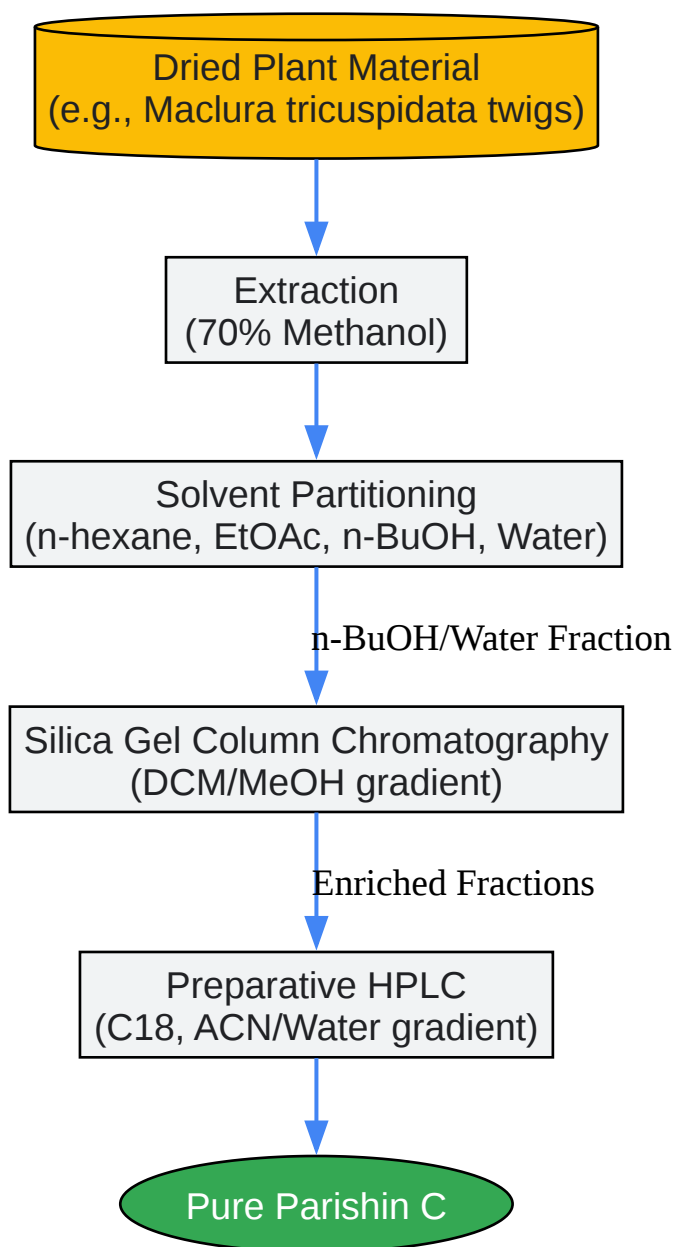 Dried Plant Material
(e.g., Maclura tricuspidata twigs)
Extraction
(70% Methanol)
Solvent Partitioning
(n-hexane, EtOAc, n-BuOH, Water)
n-BuOH/Water Fraction
Silica Gel Column Chromatography
(DCM/MeOH gradient)
Enriched Fractions
Preparative HPLC
(C18, ACN/Water gradient)
Pure Parishin C